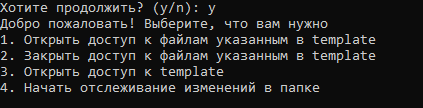 Хотите продолжить? (y/n): y
Добро пожаловать! Выберите, что вам нужно
1. Открыть доступ к файлам указанным в template
2. Закрыть доступ к файлам указанным в template
3. Открыть доступ к template
4. Начать отслеживание изменений в папке